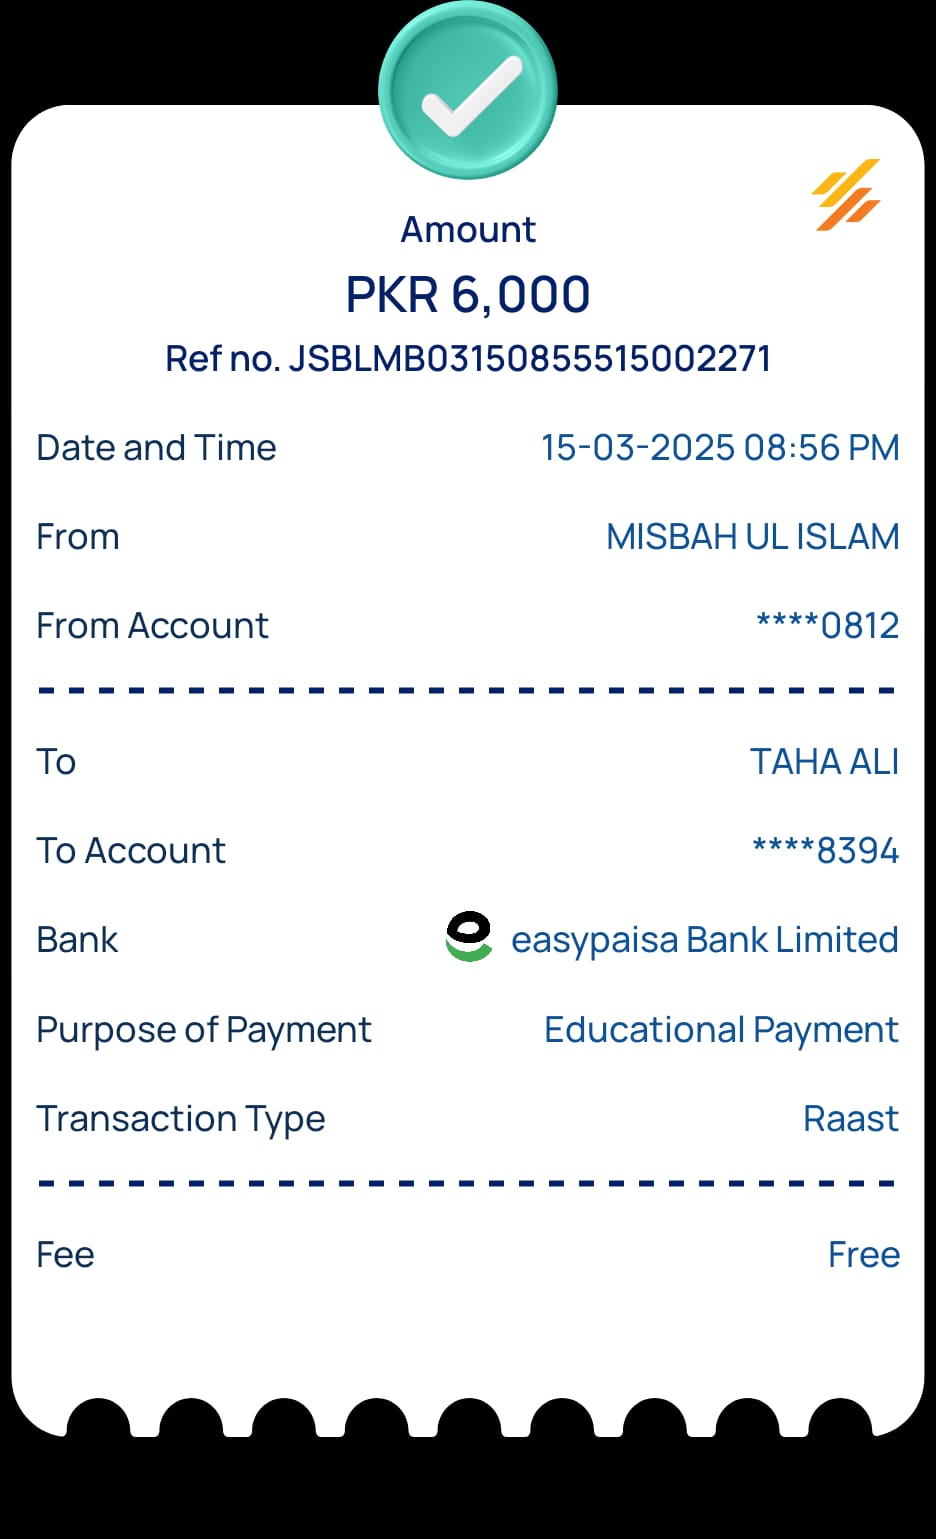 Amount
PKR 6,000
Ref no. JSBLMB03150855515002271
Date and Time 15-03-2025 08:56 PM
From MISBAH UL ISLAM
From Account ****0812
To TAHA ALI
To Account ****8394
Bank easypaisa Bank Limited
Purpose of Payment Educational Payment
Transaction Type Raast
Fee Free